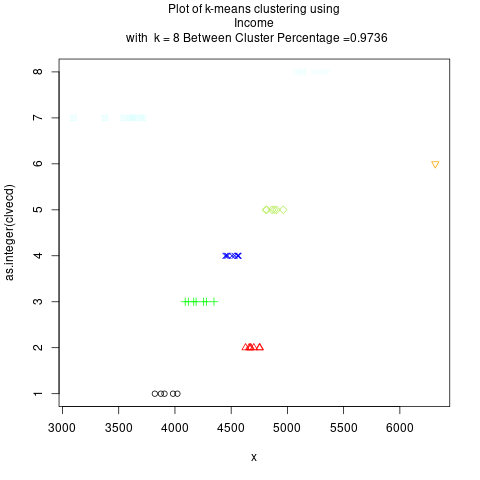 Plot of k-means clustering using
Income
with  k = 8 Between Cluster Percentage =0.9736
8
7
6
5
4
3
2
1
as.integer(clvecd)
3000 3500 4000 4500 5000 5500 6000
x